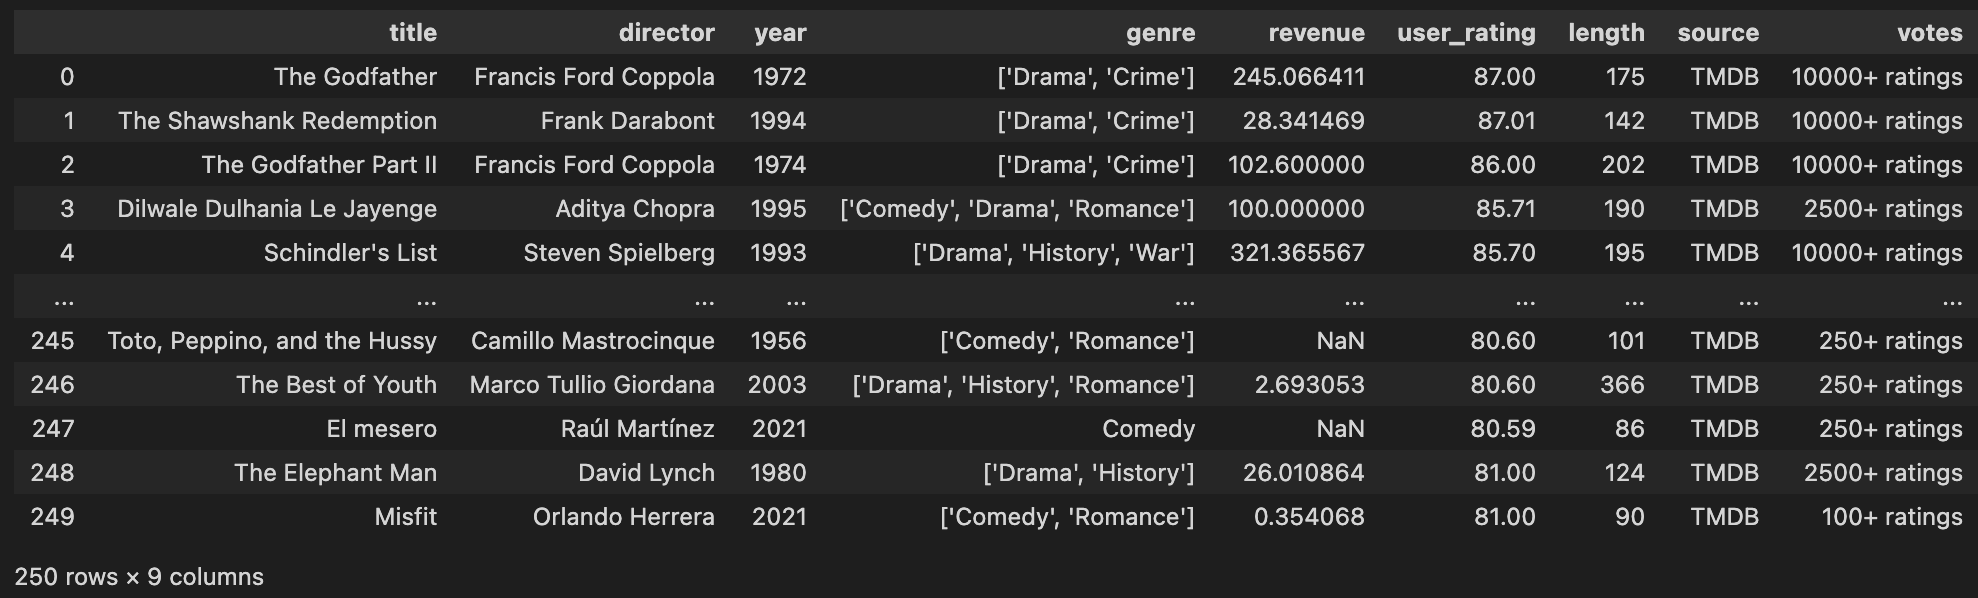 title director year genre revenue user_rating length source votes
0 The Godfather Francis Ford Coppola 1972 ['Drama', 'Crime'] 245.066411 87.00 175 TMDB 10000+ ratings
1 The Shawshank Redemption Frank Darabont 1994 ['Drama', 'Crime'] 28.341469 87.01 142 TMDB 10000+ ratings
2 The Godfather Part II Francis Ford Coppola 1974 ['Drama', 'Crime'] 102.600000 86.00 202 TMDB 10000+ ratings
3 Dilwale Dulhania Le Jayenge Aditya Chopra 1995 ['Comedy', 'Drama', 'Romance'] 100.000000 85.71 190 TMDB 2500+ ratings
4 Schindler's List Steven Spielberg 1993 ['Drama', 'History', 'War'] 321.365567 85.70 195 TMDB 10000+ ratings
... ... ... ... ... ... ... ... ... ...
245 Toto, Peppino, and the Hussy Camillo Mastrocinque 1956 ['Comedy', 'Romance'] NaN 80.60 101 TMDB 250+ ratings
246 The Best of Youth Marco Tullio Giordana 2003 ['Drama', 'History', 'Romance'] 2.693053 80.60 366 TMDB 250+ ratings
247 El mesero Raúl Martínez 2021 Comedy NaN 80.59 86 TMDB 250+ ratings
248 The Elephant Man David Lynch 1980 ['Drama', 'History'] 26.010864 81.00 124 TMDB 2500+ ratings
249 Misfit Orlando Herrera 2021 ['Comedy', 'Romance'] 0.354068 81.00 90 TMDB 100+ ratings
250 rows × 9 columns